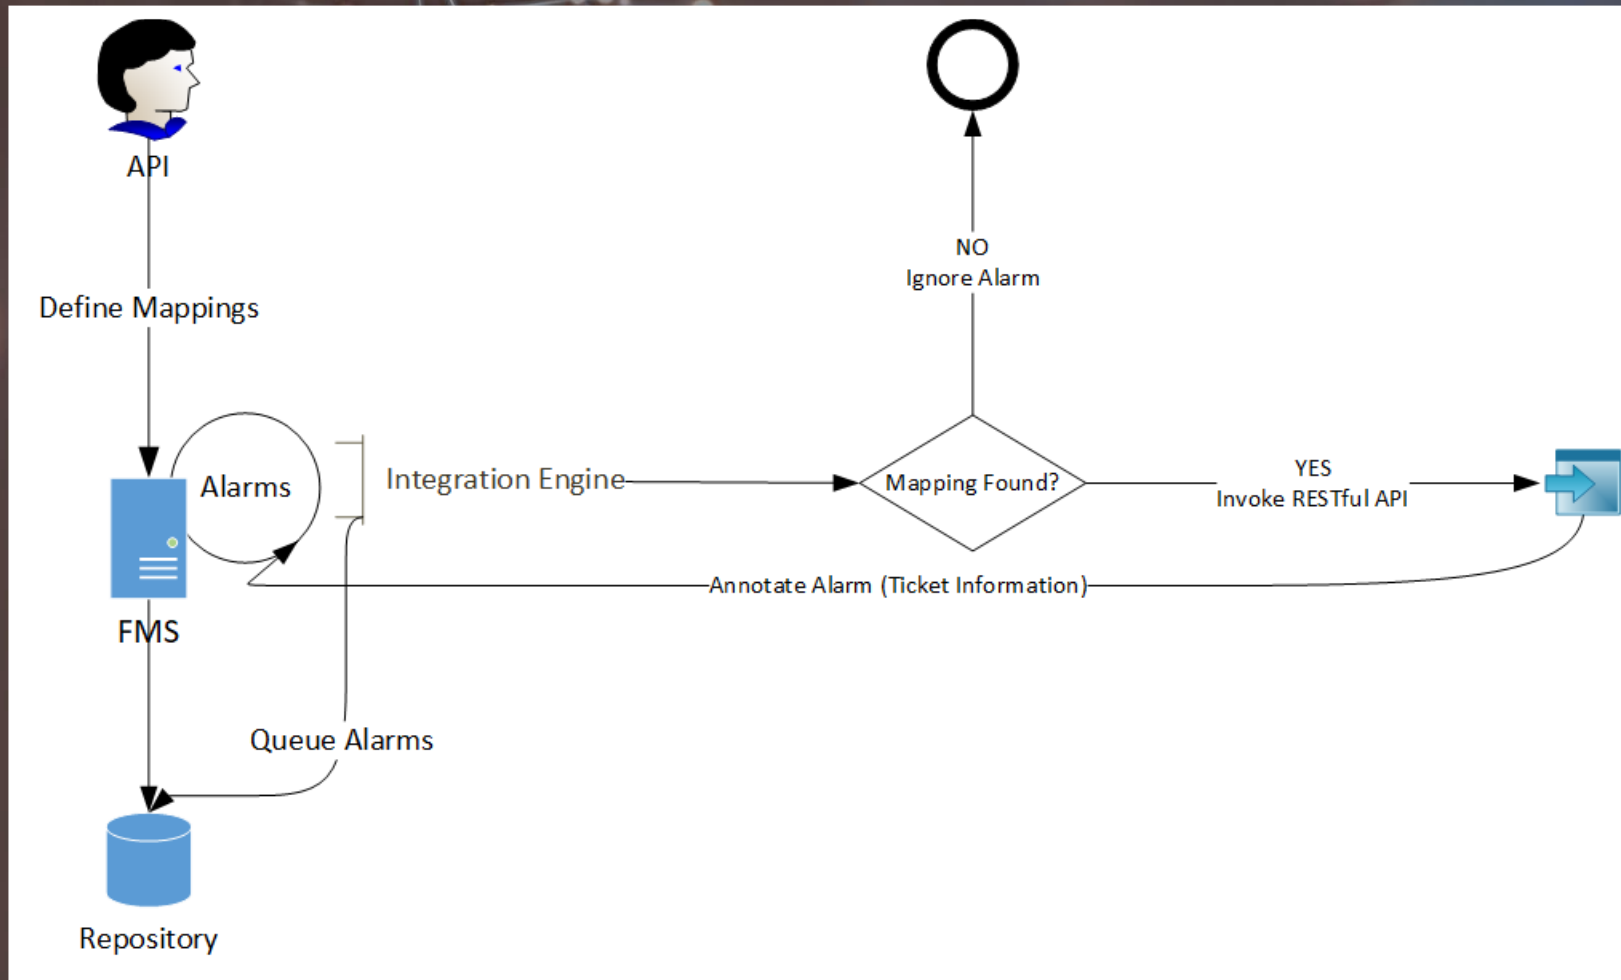 API
NO
Ignore Alarm
Define Mappings
Alarms
Integration Engine
Mapping Found?
YES
Invoke RESTful API
Annotate Alarm (Ticket Information)
FMS
Queue Alarms
Repository